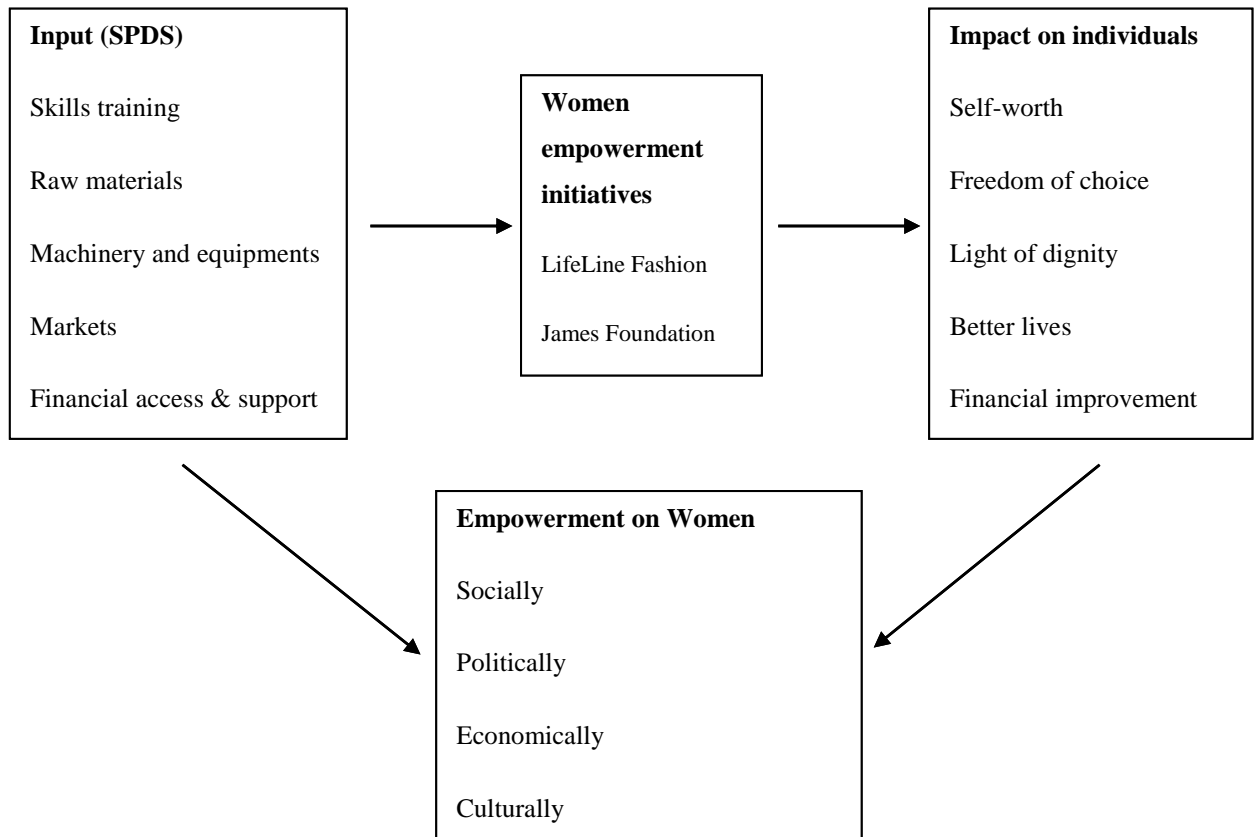 Input (SPDS)
Skills training
Raw materials
Machinery and equipments
Markets
Financial access & support
Women
empowerment
initiatives
LifeLine Fashion
James Foundation
Impact on individuals
Self-worth
Freedom of choice
Light of dignity
Better lives
Financial improvement
Empowerment on Women
Socially
Politically
Economically
Culturally